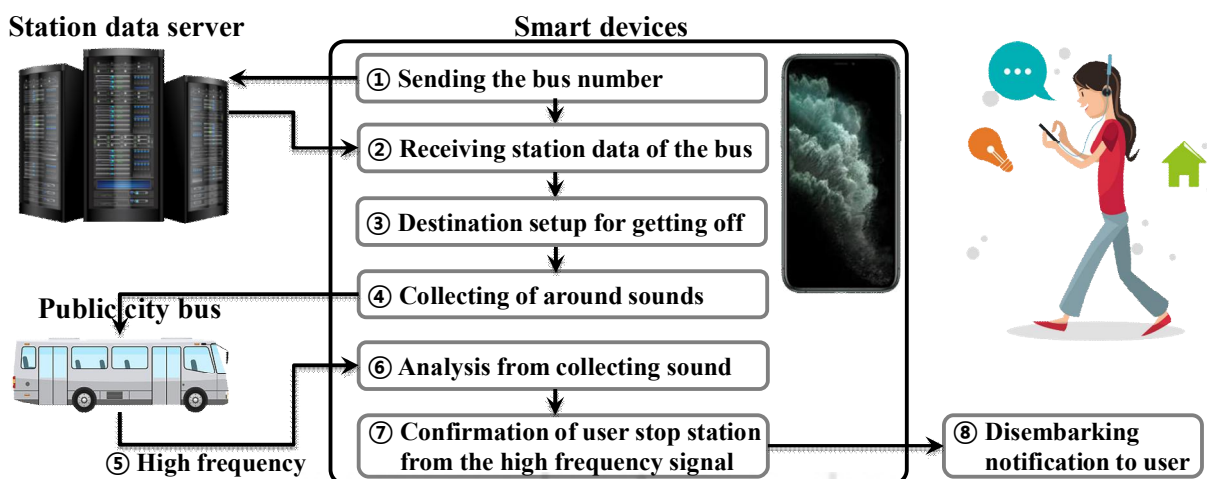 Station data server
Smart devices
① Sending the bus number
② Receiving station data of the bus
③ Destination setup for getting off
④ Collecting of around sounds
Public city bus
⑥ Analysis from collecting sound
⑦ Confirmation of user stop station
from the high frequency signal
⑤ High frequency
⑧ Disembarking
notification to user